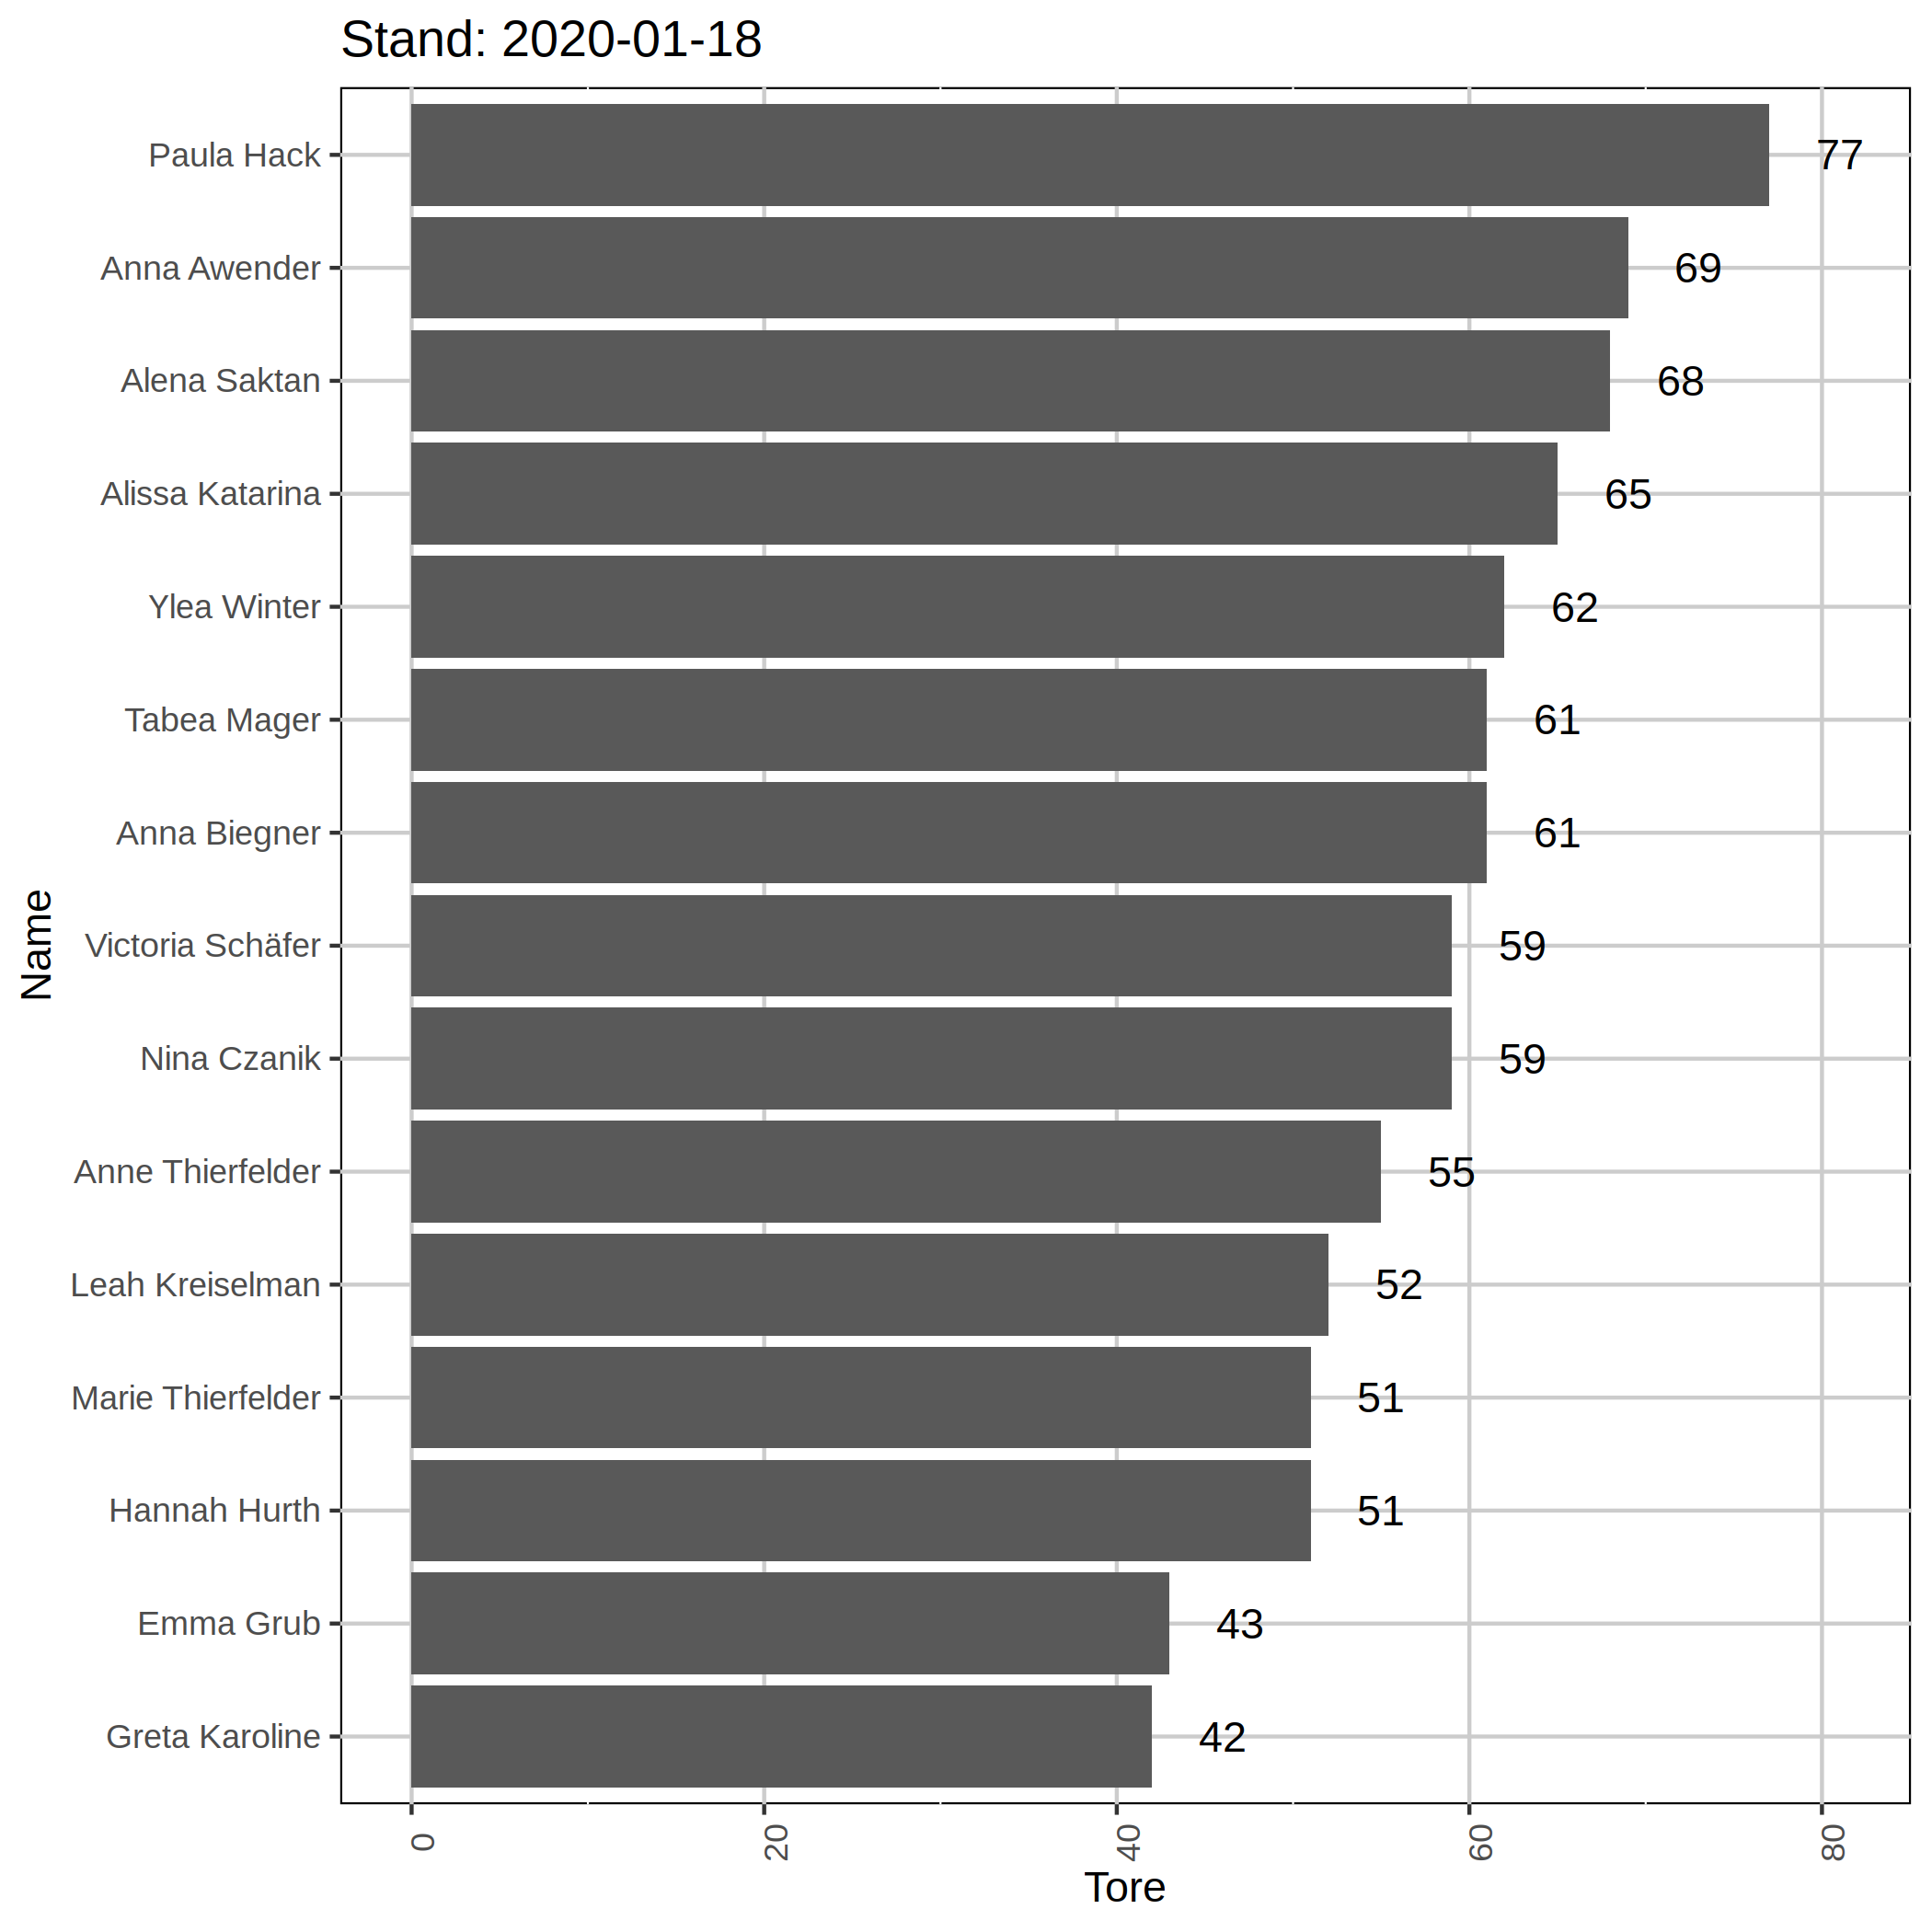 Stand: 2020-01-18
Paula Hack 77
Anna Awender 69
Alena Saktan 68
Alissa Katarina 65
Ylea Winter 62
Tabea Mager 61
Anna Biegner 61
Victoria Schäfer 59
Nina Czanik 59
Anne Thierfelder 55
Leah Kreiselman 52
Marie Thierfelder 51
Hannah Hurth 51
Emma Grub 43
Greta Karoline 42
Name
0 20 40 60 80
Tore